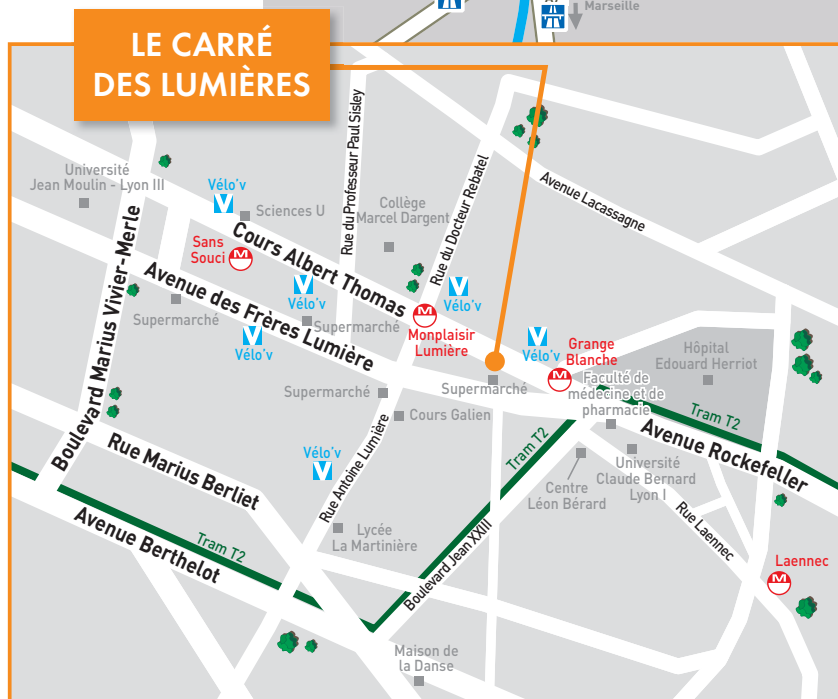 A7
Marseille
LE CARRÉ
DES LUMIÈRES
Université
Jean Moulin - Lyon III
Vélo'v
Sciences U
Sans
Souci
M
Cours Albert Thomas
Avenue des Frères Lumière
Boulevard Marius Vivier-Merle
Rue du Professeur Paul Sisley
Collège
Marcel Dargent
Rue du Docteur Rebatel
Avenue Lacassagne
Supermarché
Vélo'v
Supermarché
Vélo'v
Vélo'v
M
Monplaisir
Lumière
Vélo'v
Grange
Blanche
M
Supermarché
Supermarché
Cours Galien
Faculté de
médecine et de
pharmacie
Hôpital
Edouard Herriot
Tram T2
Avenue Rockefeller
Vélo'v
Rue Antoine Lumière
Rue Marius Berliet
Tram T2
Centre
Léon Bérard
Université
Claude Bernard
Lyon I
Rue Laennec
Laennec
M
Lycée
La Martinière
Boulevard Jean XXIII
Avenue Berthelot
Tram T2
Maison de
la Danse